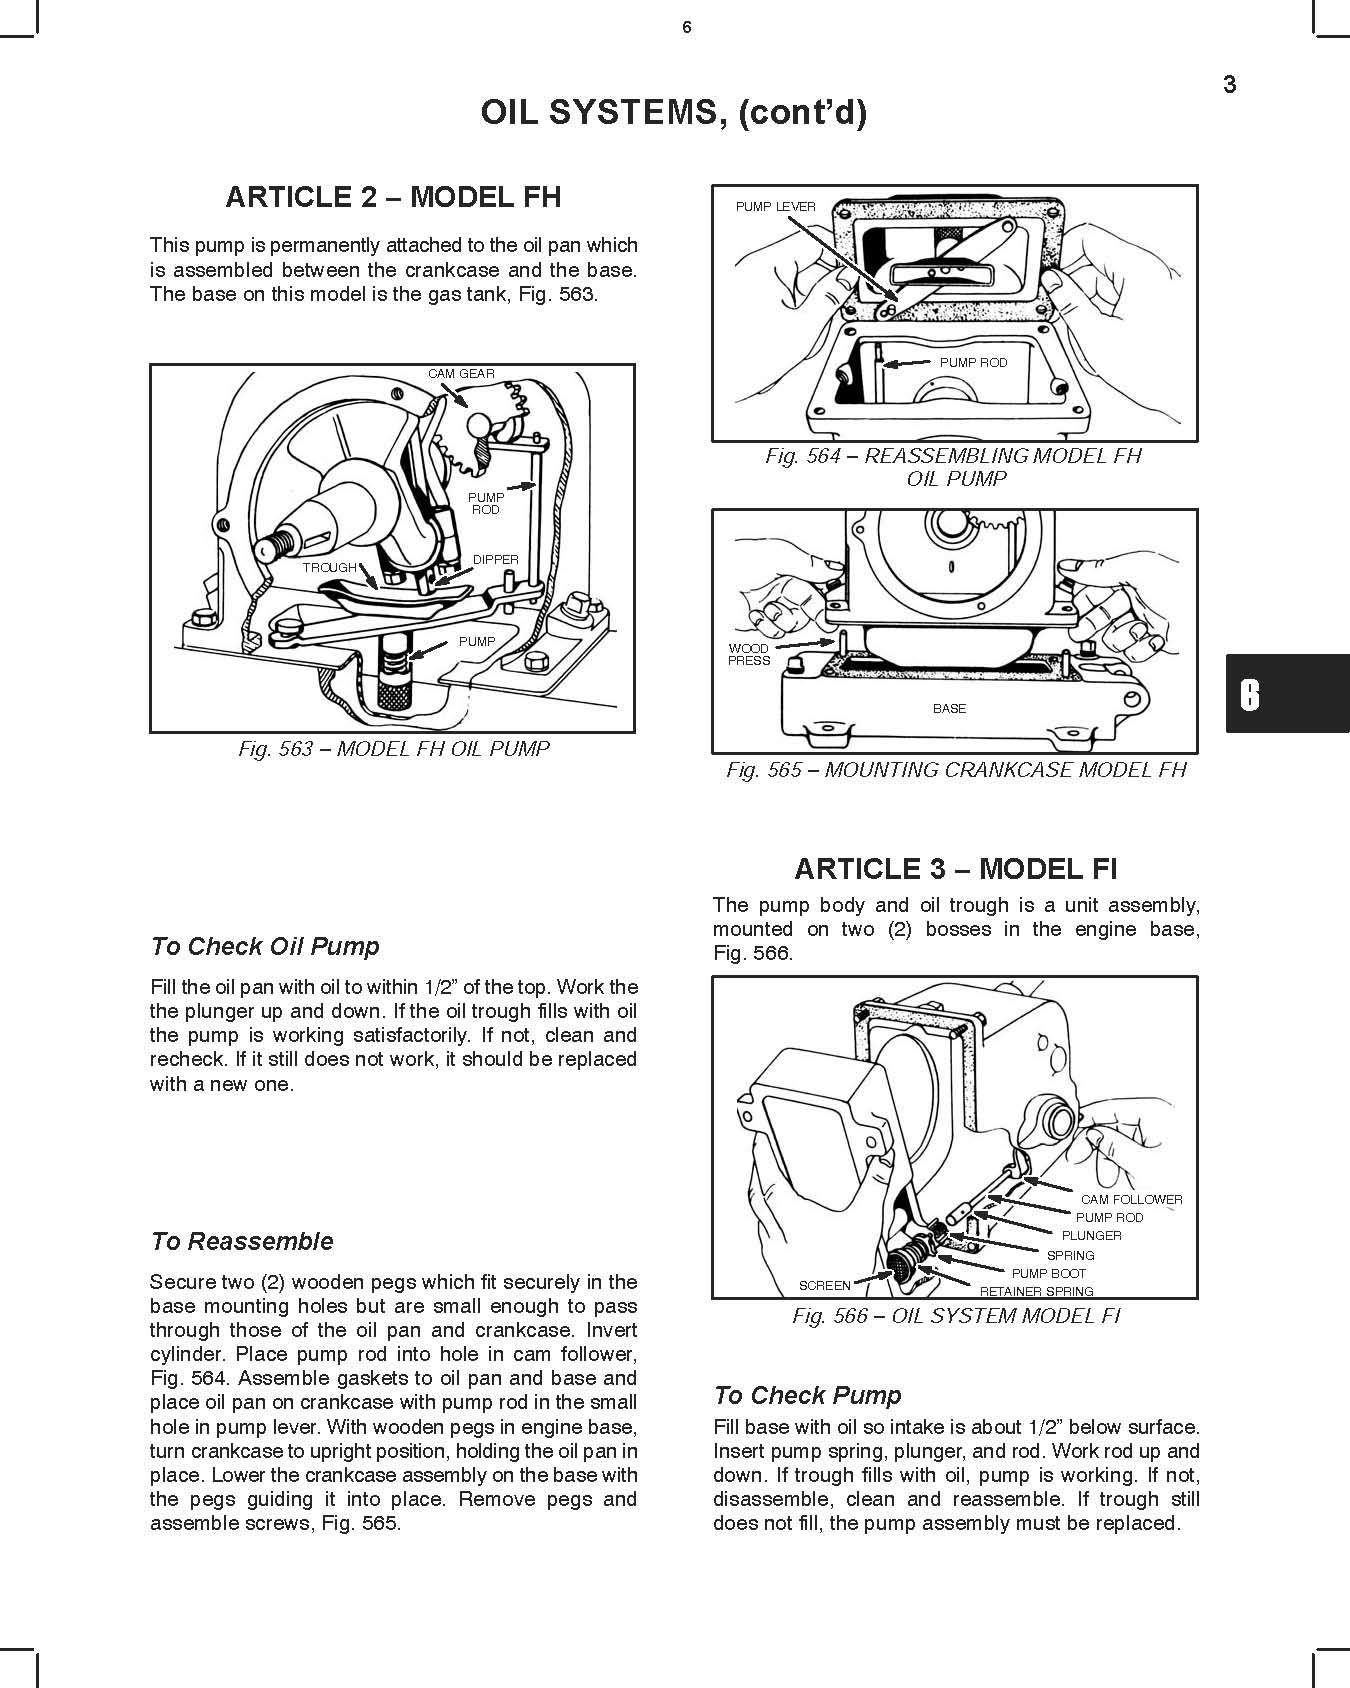 6
3
OIL SYSTEMS, (cont’d)
ARTICLE 2 – MODEL FH
This pump is permanently attached to the oil pan which
is assembled between the crankcase and the base.
The base on this model is the gas tank, Fig. 563.
CAM GEAR
PUMP
ROD
TROUGH
DIPPER
PUMP
Fig. 563 – MODEL FH OIL PUMP
To Check Oil Pump
Fill the oil pan with oil to within 1/2” of the top. Work the
the plunger up and down. If the oil trough fills with oil
the pump is working satisfactorily. If not, clean and
recheck. If it still does not work, it should be replaced
with a new one.
To Reassemble
Secure two (2) wooden pegs which fit securely in the
base mounting holes but are small enough to pass
through those of the oil pan and crankcase. Invert
cylinder. Place pump rod into hole in cam follower,
Fig. 564. Assemble gaskets to oil pan and base and
place oil pan on crankcase with pump rod in the small
hole in pump lever. With wooden pegs in engine base,
turn crankcase to upright position, holding the oil pan in
place. Lower the crankcase assembly on the base with
the pegs guiding it into place. Remove pegs and
assemble screws, Fig. 565.
PUMP LEVER
PUMP ROD
Fig. 564 – REASSEMBLING MODEL FH
OIL PUMP
WOOD
PRESS
BASE
Fig. 565 – MOUNTING CRANKCASE MODEL FH
6
ARTICLE 3 – MODEL FI
The pump body and oil trough is a unit assembly,
mounted on two (2) bosses in the engine base,
Fig. 566.
CAM FOLLOWER
PUMP ROD
PLUNGER
SPRING
PUMP BOOT
SCREEN
RETAINER SPRING
Fig. 566 – OIL SYSTEM MODEL FI
To Check Pump
Fill base with oil so intake is about 1/2” below surface.
Insert pump spring, plunger, and rod. Work rod up and
down. If trough fills with oil, pump is working. If not,
disassemble, clean and reassemble. If trough still
does not fill, the pump assembly must be replaced.